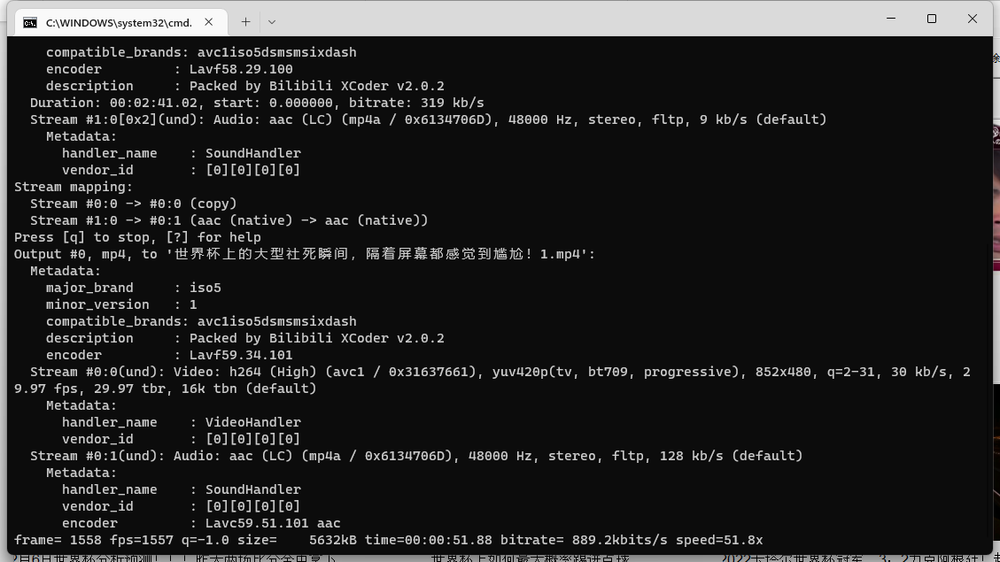 C:\WINDOWS\system32\cmd.
compatible_brands: avc1iso5dsmsmsixdash
encoder         : Lavf58.29.100
description     : Packed by Bilibili XCoder v2.0.2
Duration: 00:02:41.02, start: 0.000000, bitrate: 319 kb/s
Stream #1:0[0x2](und): Audio: aac (LC) (mp4a / 0x6134706D), 48000 Hz, stereo, fltp, 9 kb/s (default)
Metadata:
handler_name    : SoundHandler
vendor_id       : [0][0][0][0]
Stream mapping:
Stream #0:0 -> #0:0 (copy)
Stream #1:0 -> #0:1 (aac (native) -> aac (native))
Press [q] to stop, [?] for help
Output #0, mp4, to '世界杯上的大型社死瞬间，隔着屏幕都感觉到尴尬！1.mp4':
Metadata:
major_brand     : iso5
minor_version   : 1
compatible_brands: avc1iso5dsmsmsixdash
description     : Packed by Bilibili XCoder v2.0.2
encoder         : Lavf59.34.101
Stream #0:0(und): Video: h264 (High) (avc1 / 0x31637661), yuv420p(tv, bt709, progressive), 852x480, q=2-31, 30 kb/s, 2
9.97 fps, 29.97 tbr, 16k tbn (default)
Metadata:
handler_name    : VideoHandler
vendor_id       : [0][0][0][0]
Stream #0:1(und): Audio: aac (LC) (mp4a / 0x6134706D), 48000 Hz, stereo, fltp, 128 kb/s (default)
Metadata:
handler_name    : SoundHandler
vendor_id       : [0][0][0][0]
encoder         : Lavc59.51.101 aac
frame= 1558 fps=1557 q=-1.0 size=    5632kB time=00:00:51.88 bitrate= 889.2kbits/s speed=51.8x